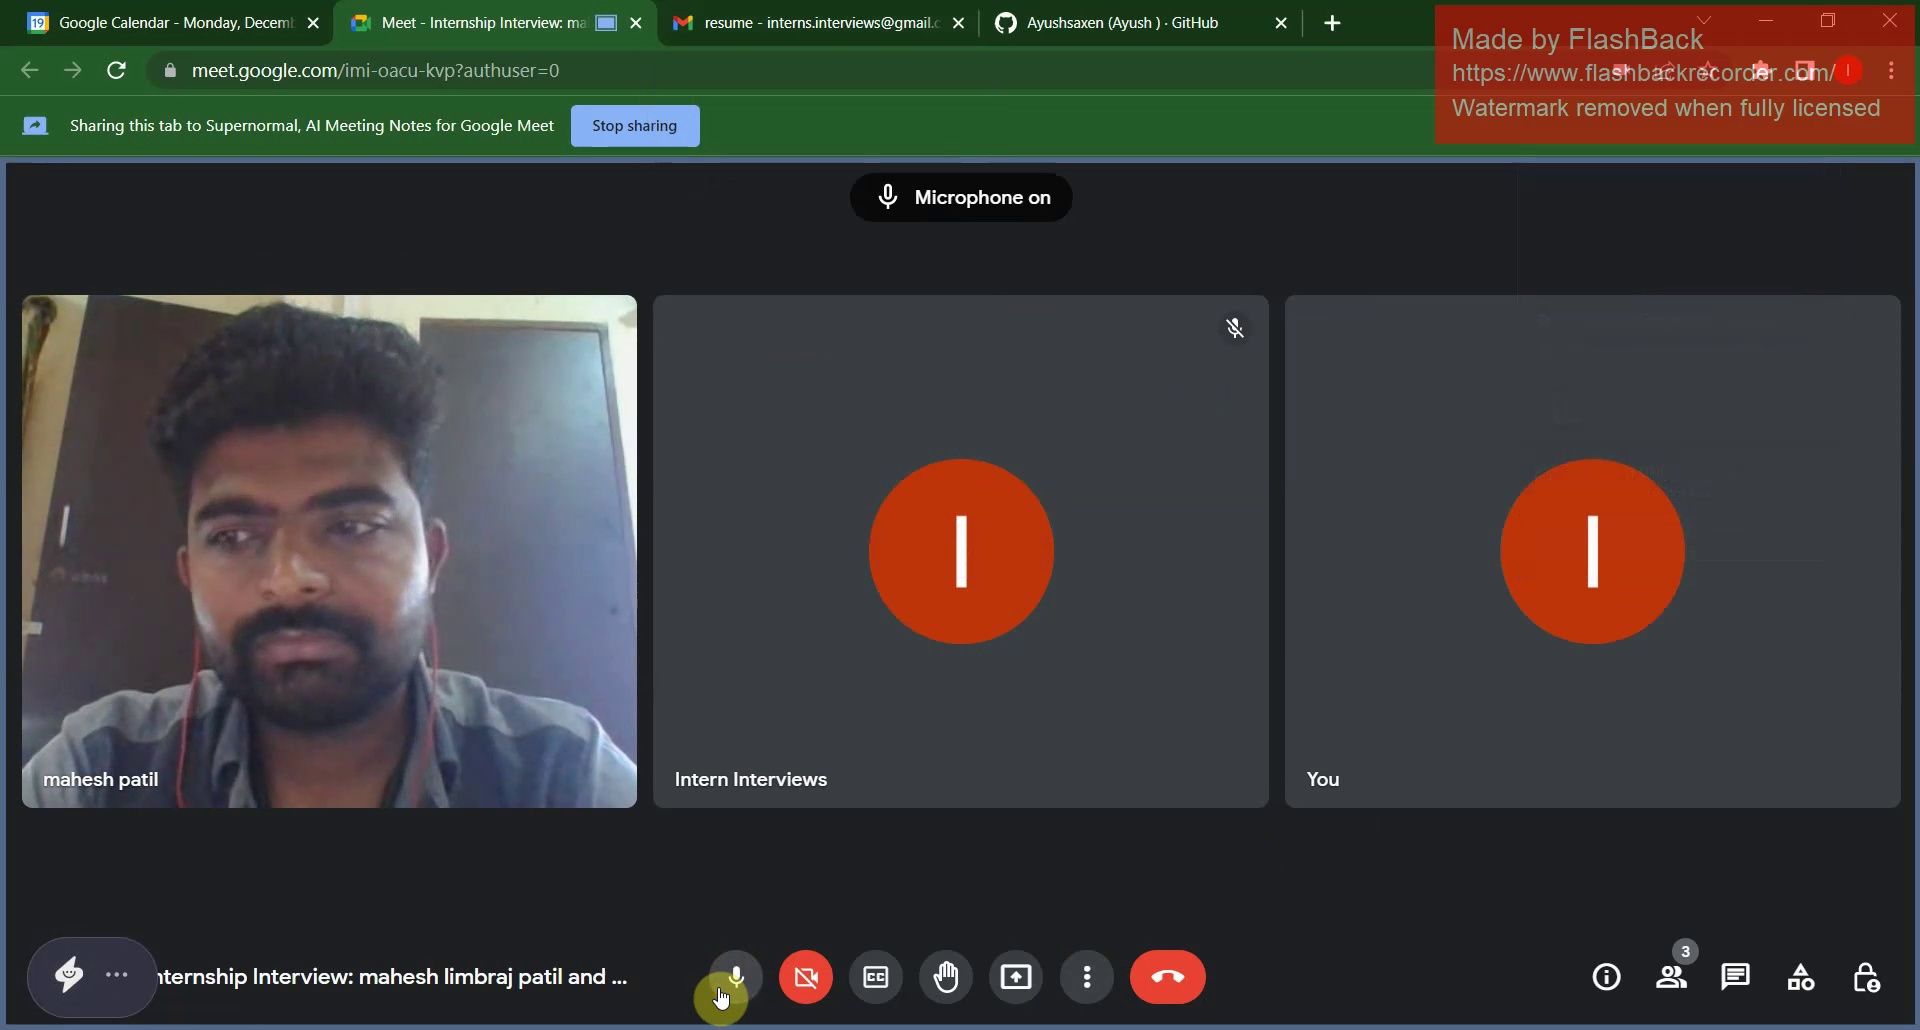 Google Calendar - Monday, Decem
Meet - Internship Interview: ma
resume - interns.interviews@gmail.c
Ayushsaxen (Ayush ) · GitHub
Made by FlashBack
https://www.flashbackrecorder.com/
Watermark removed when fully licensed
meet.google.com/imi-oacu-kvp?authuser=0
Sharing this tab to Supernormal, AI Meeting Notes for Google Meet
Stop sharing
Microphone on
I
I
mahesh patil
Intern Interviews
You
nternship Interview: mahesh limbraj patil and ...
CC
3
19
I